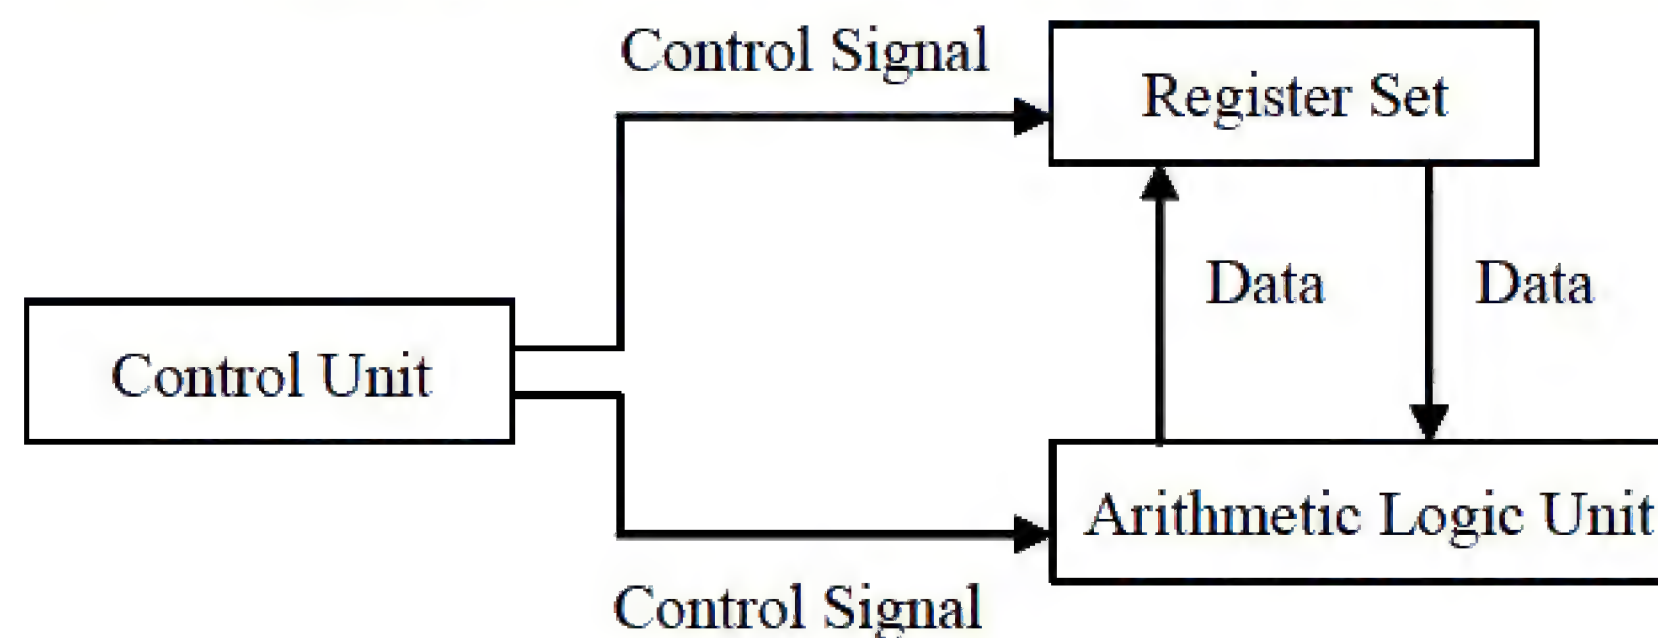 Control Signal
Register Set
Data
Data
Control Unit
Arithmetic Logic Unit
Control Signal